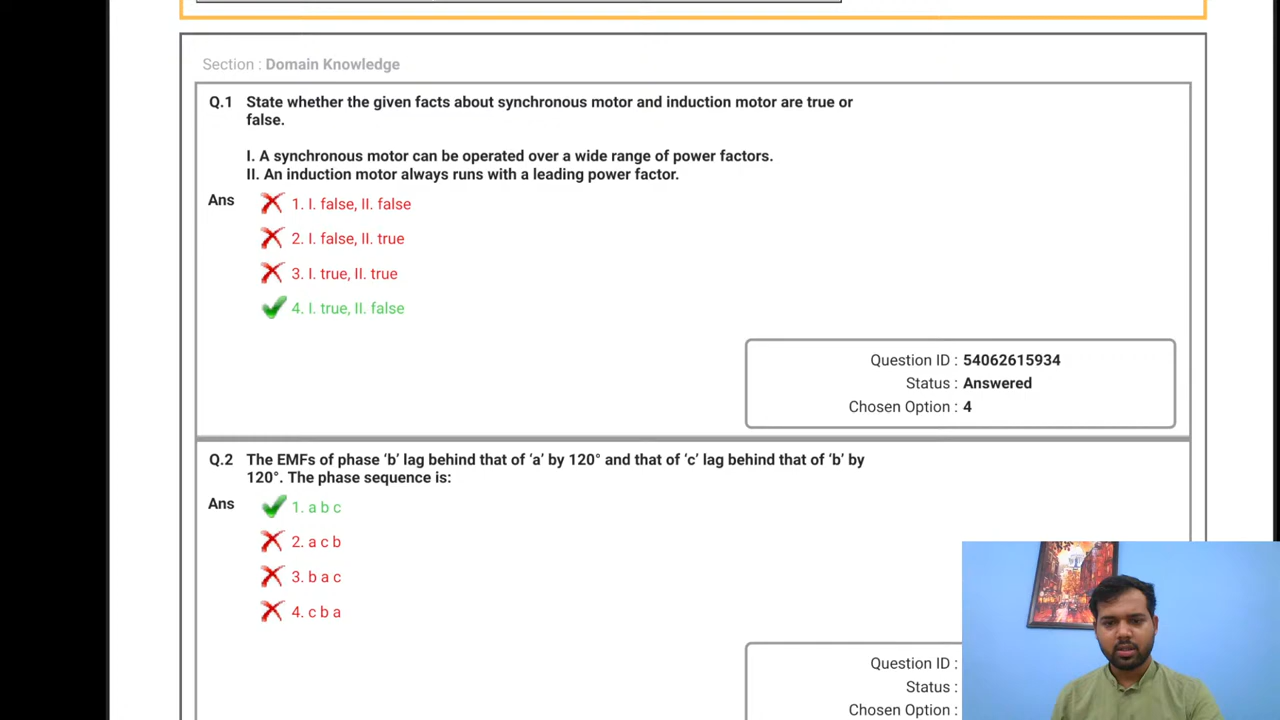 Section : Domain Knowledge
Q.1 State whether the given facts about synchronous motor and induction motor are true or
false.
I. A synchronous motor can be operated over a wide range of power factors.
II. An induction motor always runs with a leading power factor.
Ans 1. I. false, II. false
2. I. false, II. true
3. I. true, II. true
4. I. true, II. false
Question ID : 54062615934
Status : Answered
Chosen Option : 4
Q.2 The EMFs of phase ‘b’ lag behind that of ‘a’ by 120° and that of ‘c’ lag behind that of ‘b’ by
120°. The phase sequence is:
Ans 1. a b c
2. a c b
3. b a c
4. c b a
Question ID :
Status :
Chosen Option :